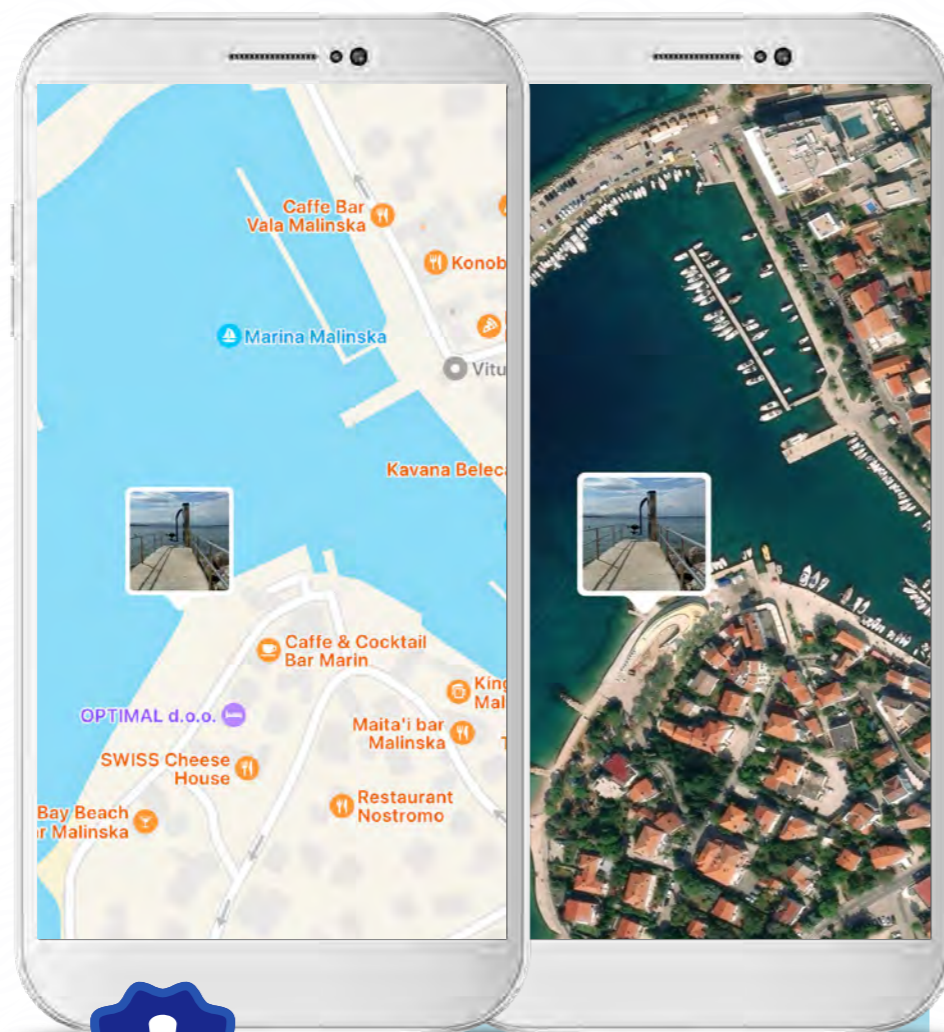 Caffe Bar
Vala Malinska
Konob
Marina Malinska
Vitu
Kavana Belec
Caffe & Cocktail
Bar Marin
King
Mal
OPTIMAL d.o.o.
Maita'i bar
Malinska
T
SWISS Cheese
House
Restaurant
Nostromo
Bay Beach
r Malinska